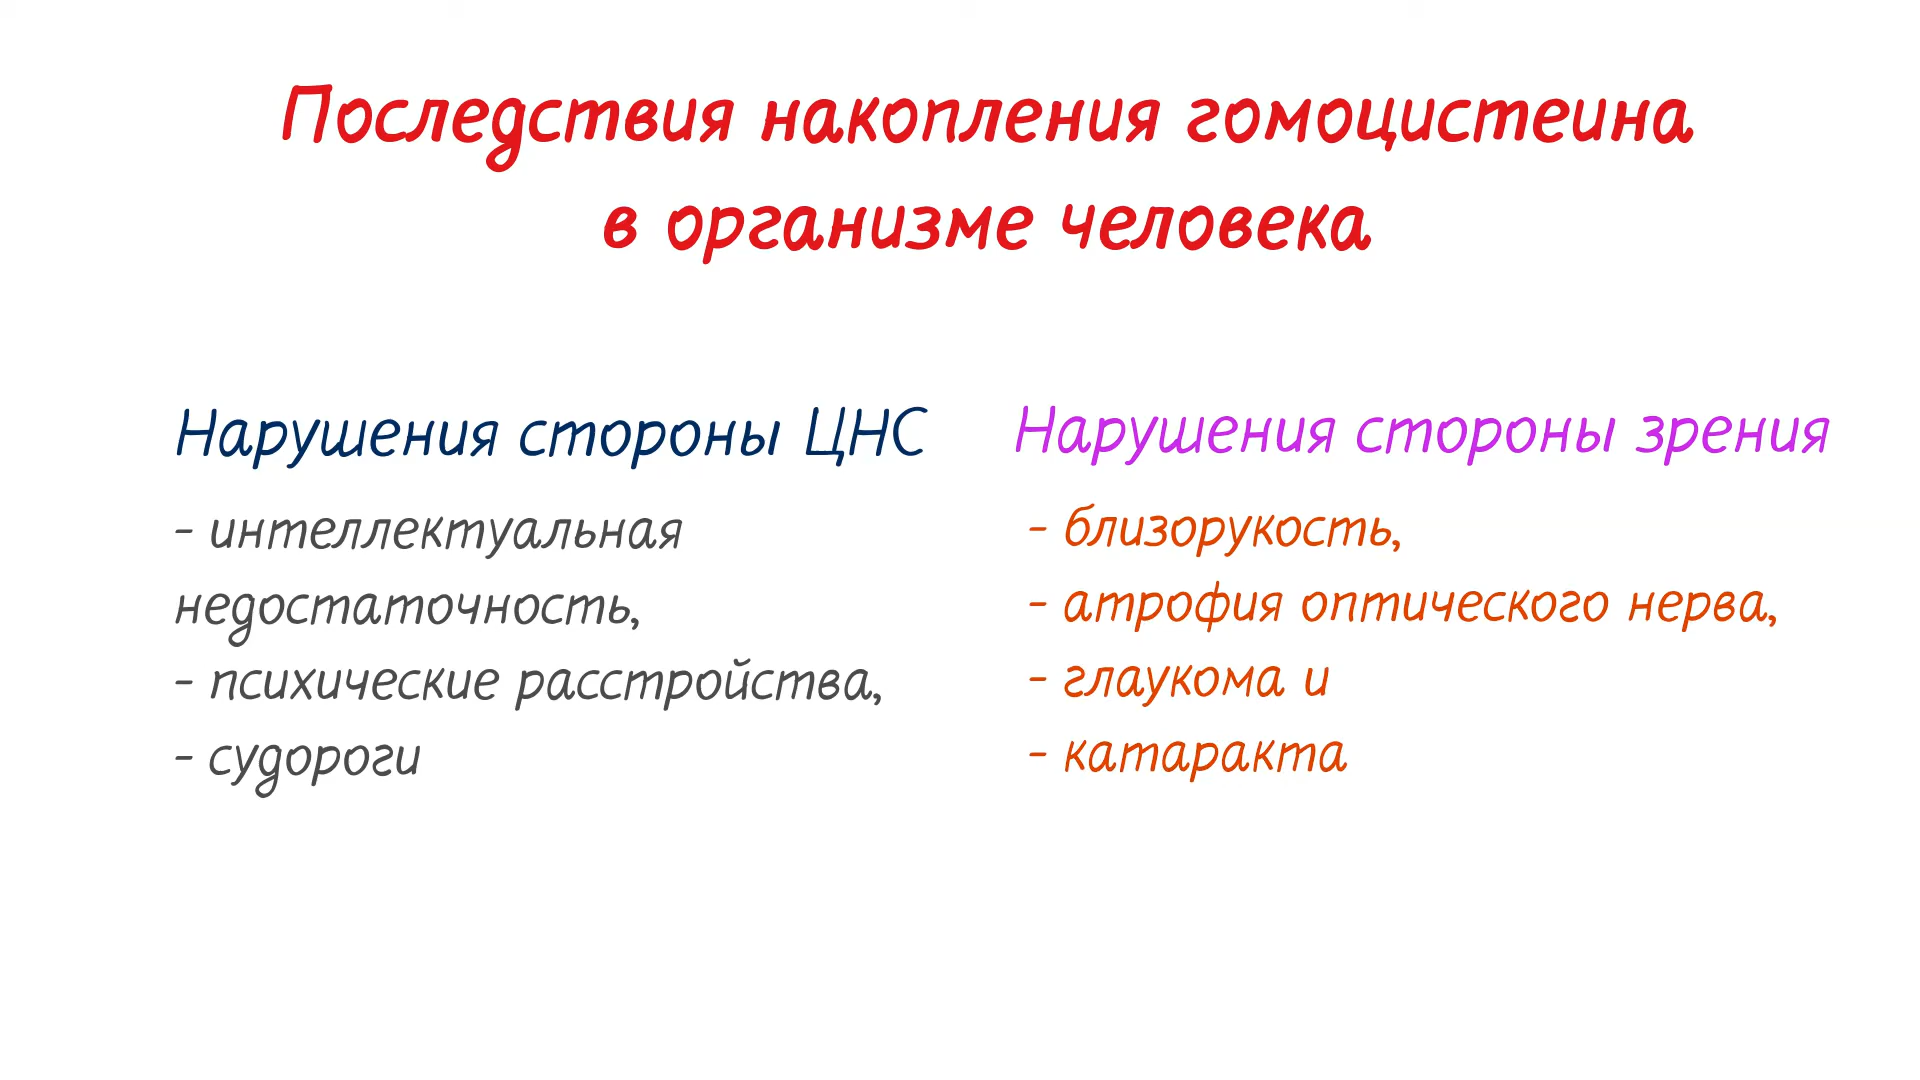 Последствия накопления гомоцистеина
в организме человека
Нарушения стороны ЦНС
- интеллектуальная
недостаточность,
- психические расстройства,
- судороги
Нарушения стороны зрения
- близорукость,
- атрофия оптического нерва,
- глаукома и
- катаракта